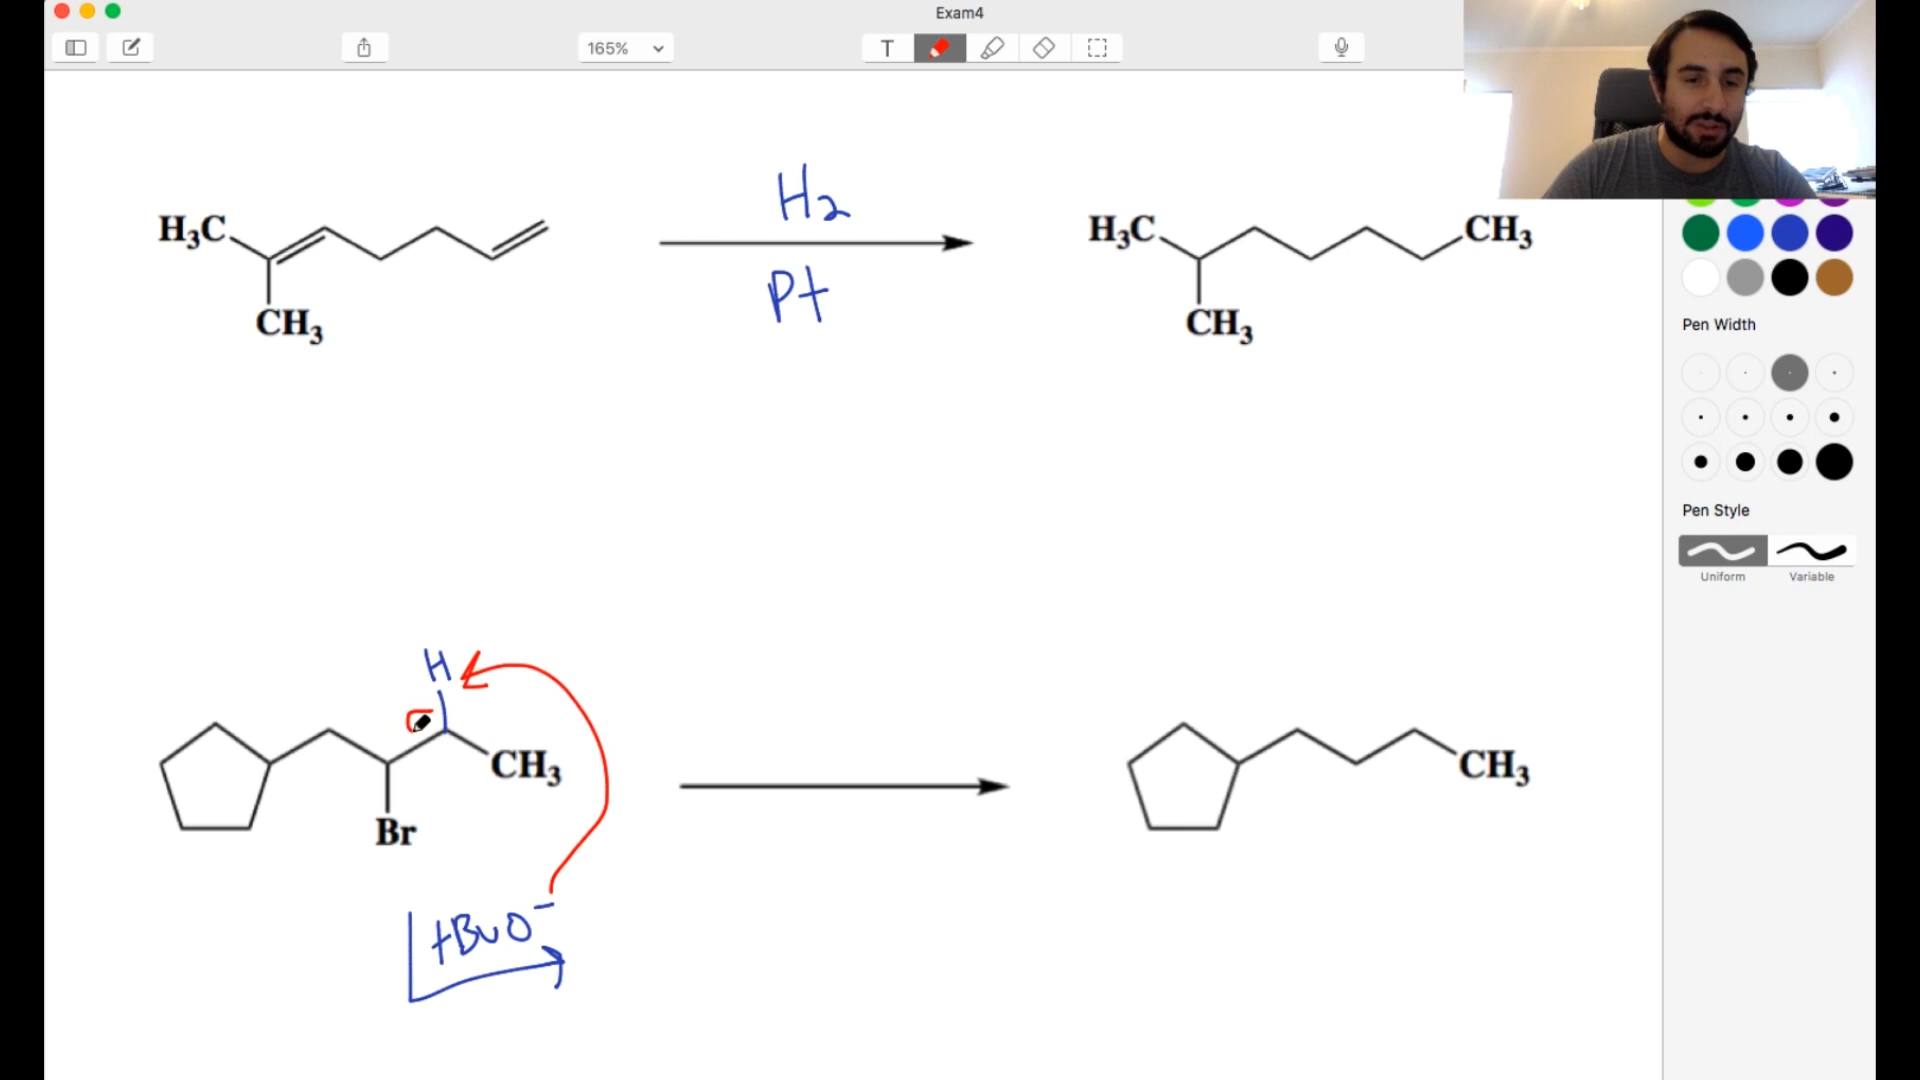 Exam4
165%
T
H₂
H₃C
CH₃
Pt
H₃C
CH₃
CH₃
Pen Width
Pen Style
Uniform
Variable
H
CH₃
Br
tBuO⁻
CH₃